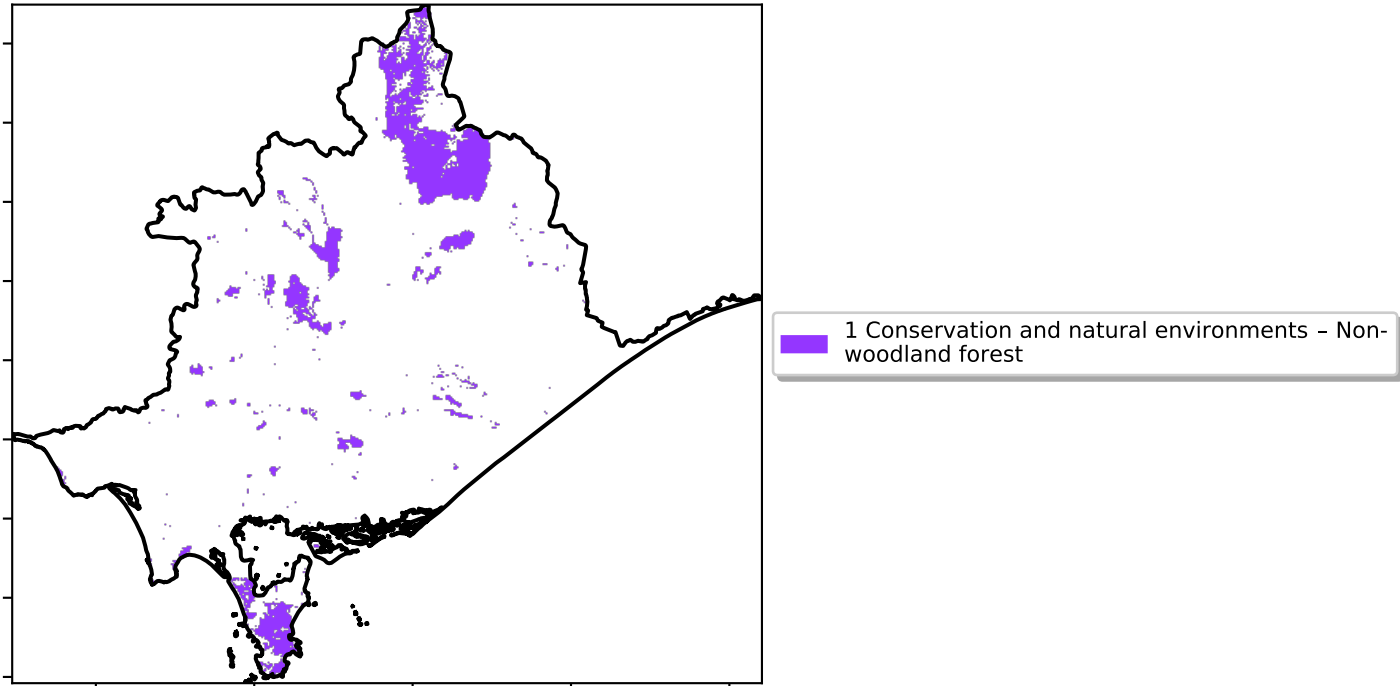 1 Conservation and natural environments – Non-
woodland forest